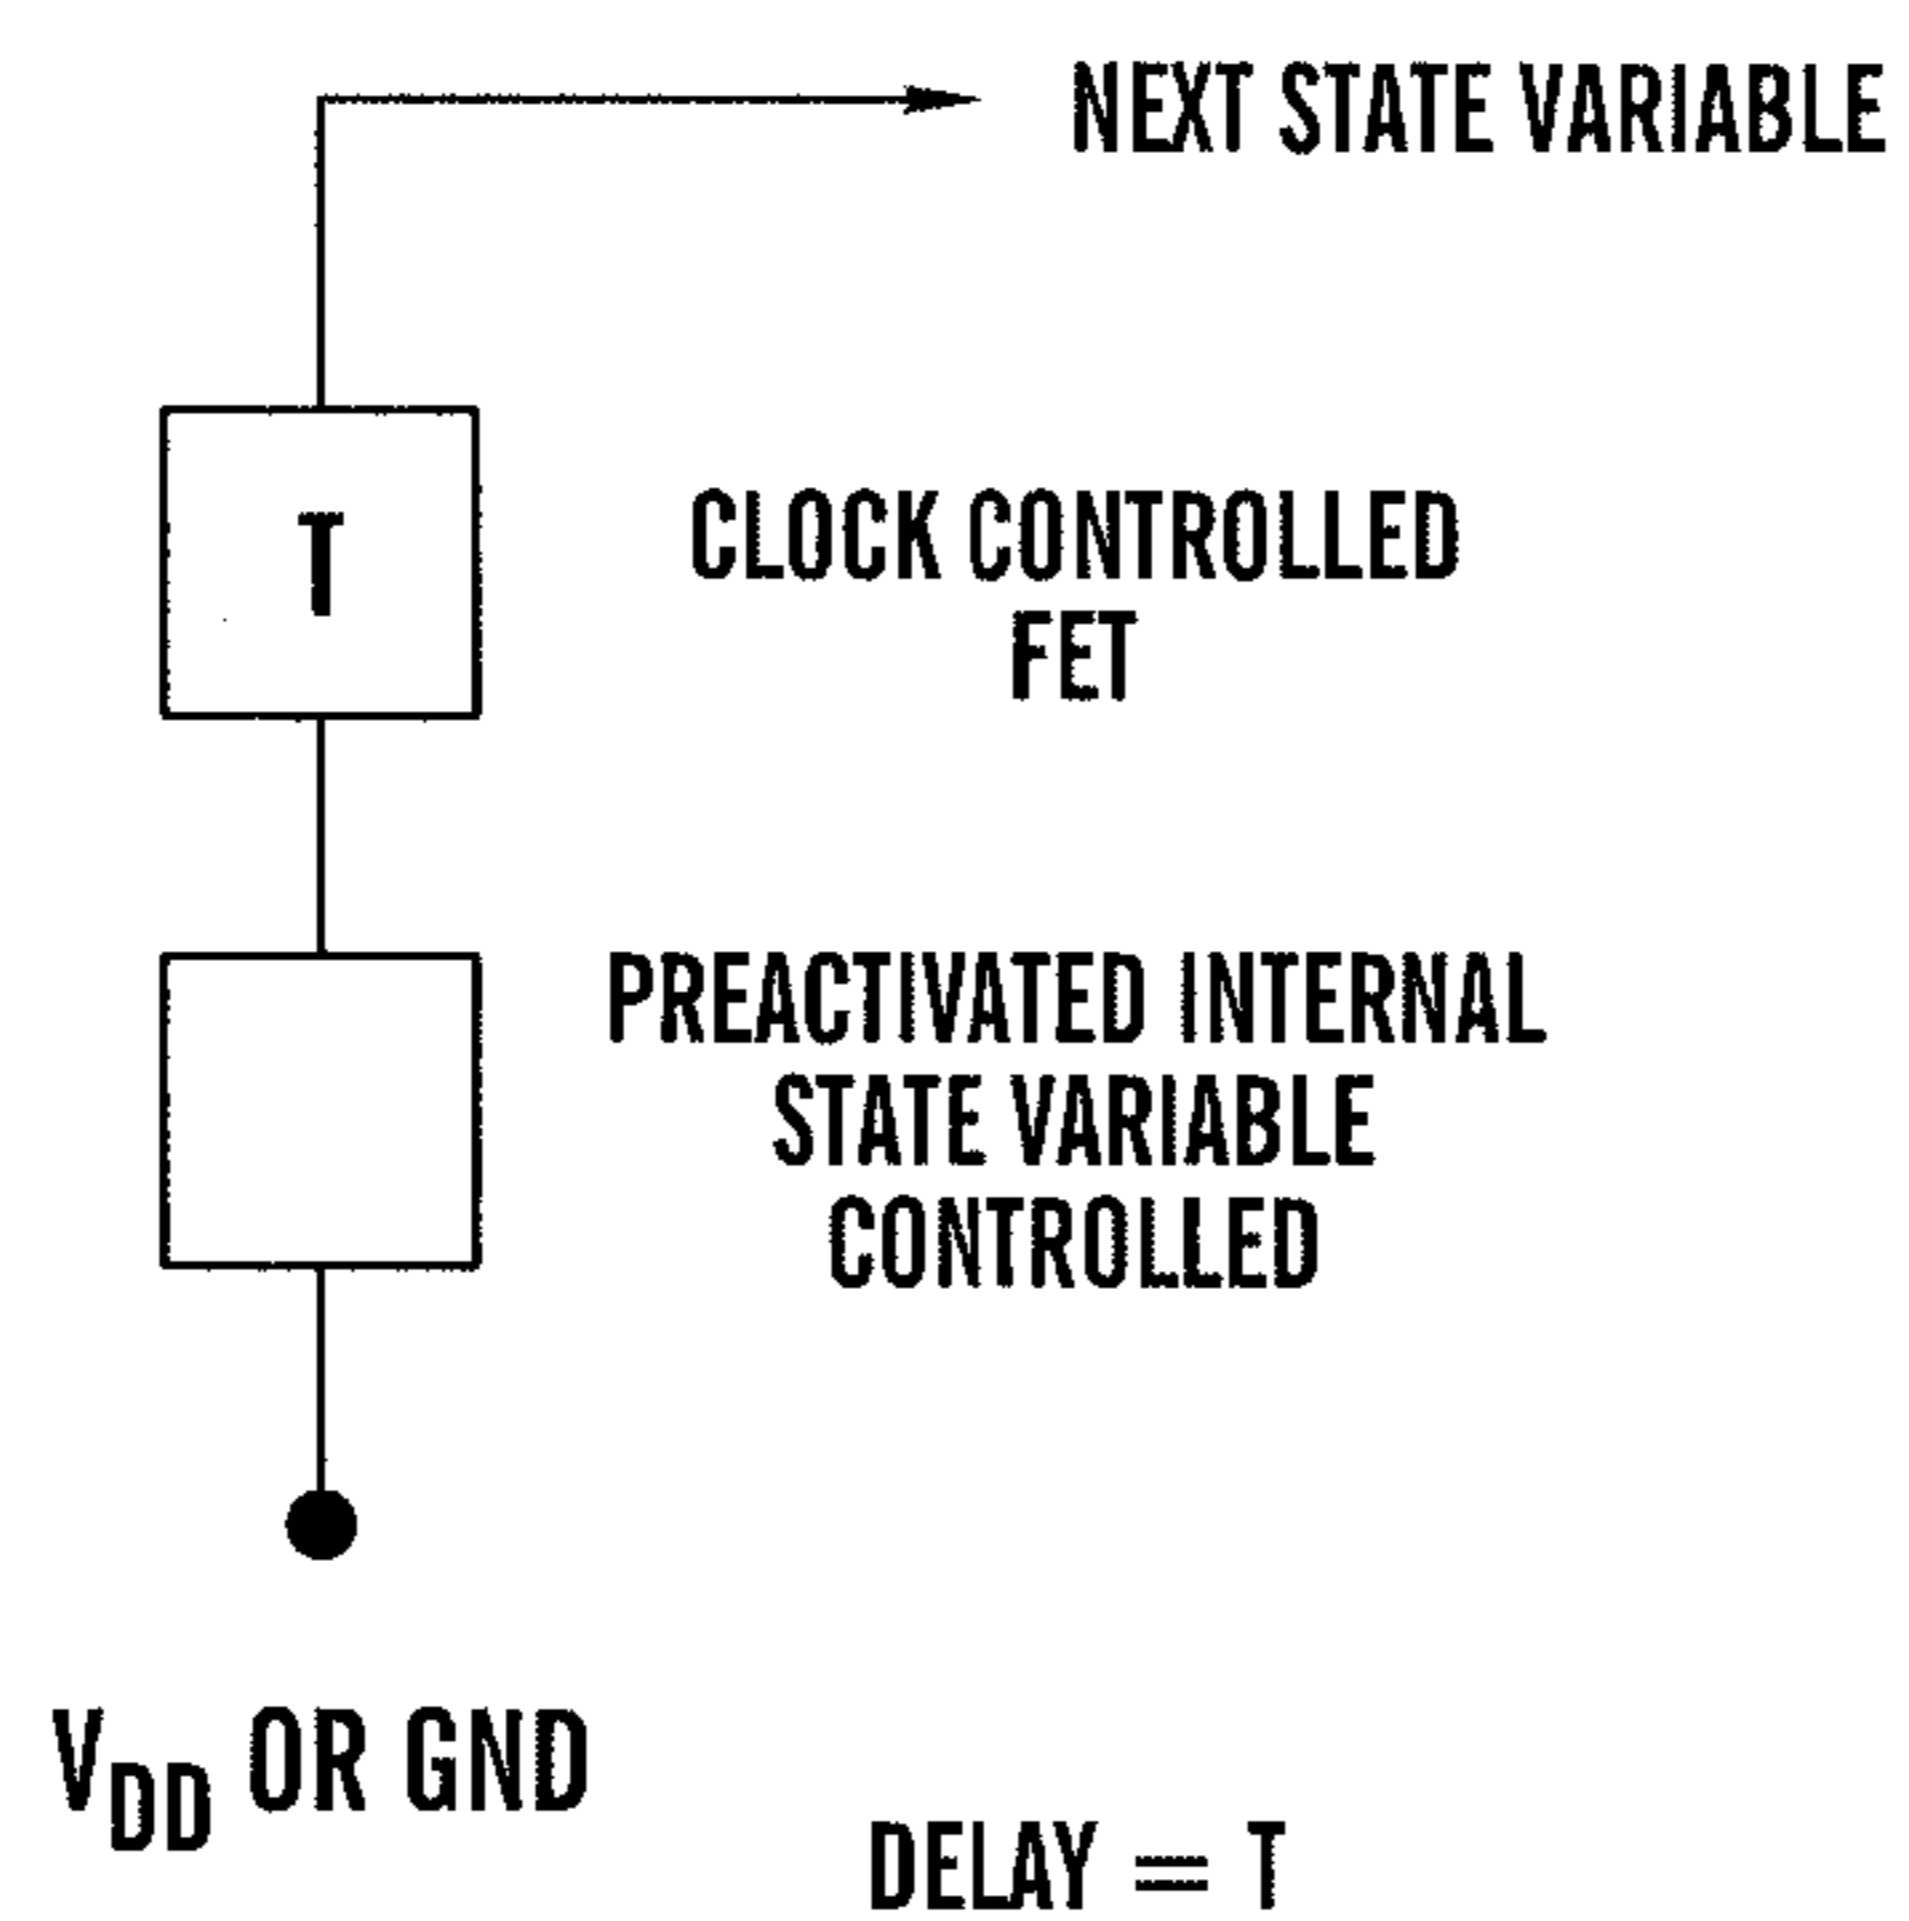 NEXT STATE VARIABLE
T
CLOCK CONTROLLED
FET
PREACTIVATED INTERNAL
STATE VARIABLE
CONTROLLED
VDD OR GND
DELAY = T